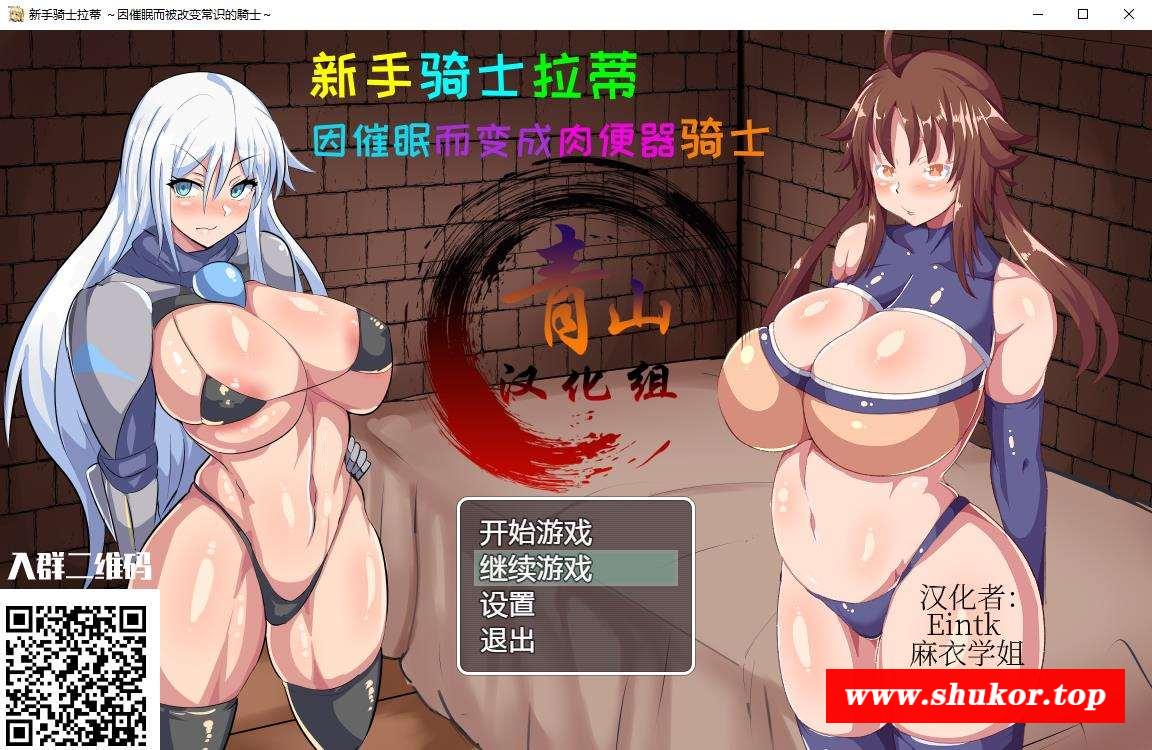 新手骑士拉蒂 ～因催眠而被改变常识的騎士～
新手骑士拉蒂
因催眠而变成肉便器骑士
青山
汉化组
开始游戏
继续游戏
设置
退出
入群二维码
汉化者：
Eintk
麻衣学姐
www.shukor.top